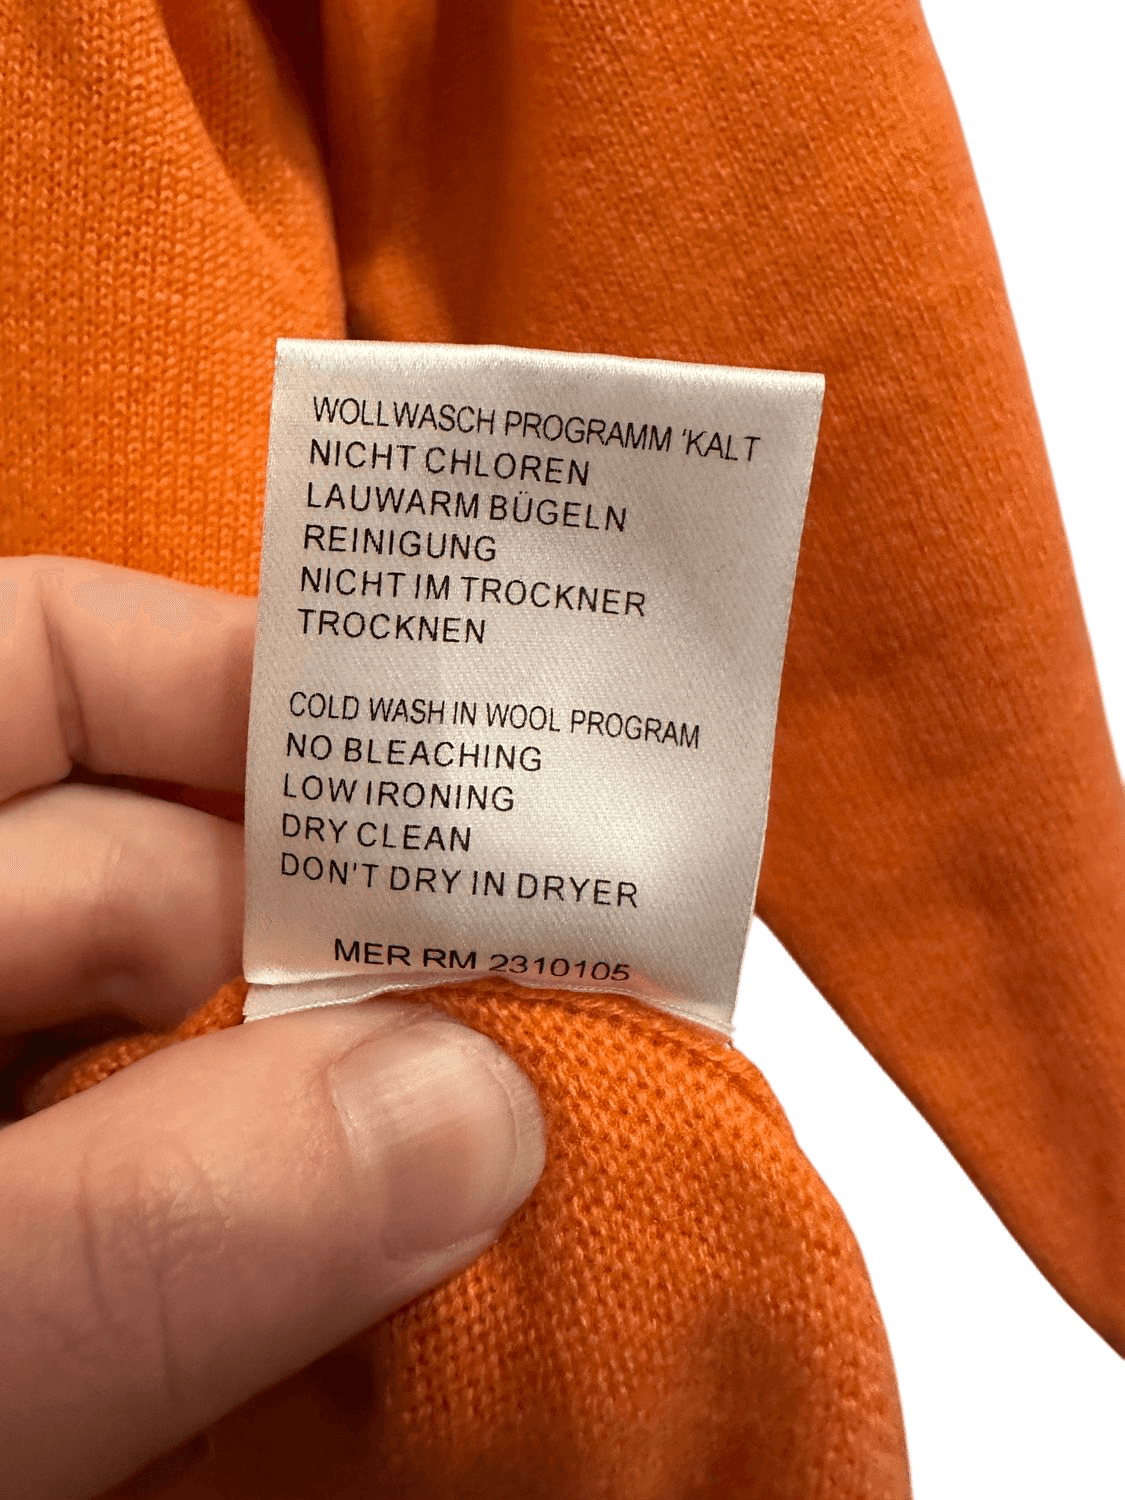 WOLLWASCH PROGRAMM 'KALT
NICHT CHLOREN
LAUWARM BÜGELN
REINIGUNG
NICHT IM TROCKNER
TROCKNEN
COLD WASH IN WOOL PROGRAM
NO BLEACHING
LOW IRONING
DRY CLEAN
DON'T DRY IN DRYER
MER RM 2310105